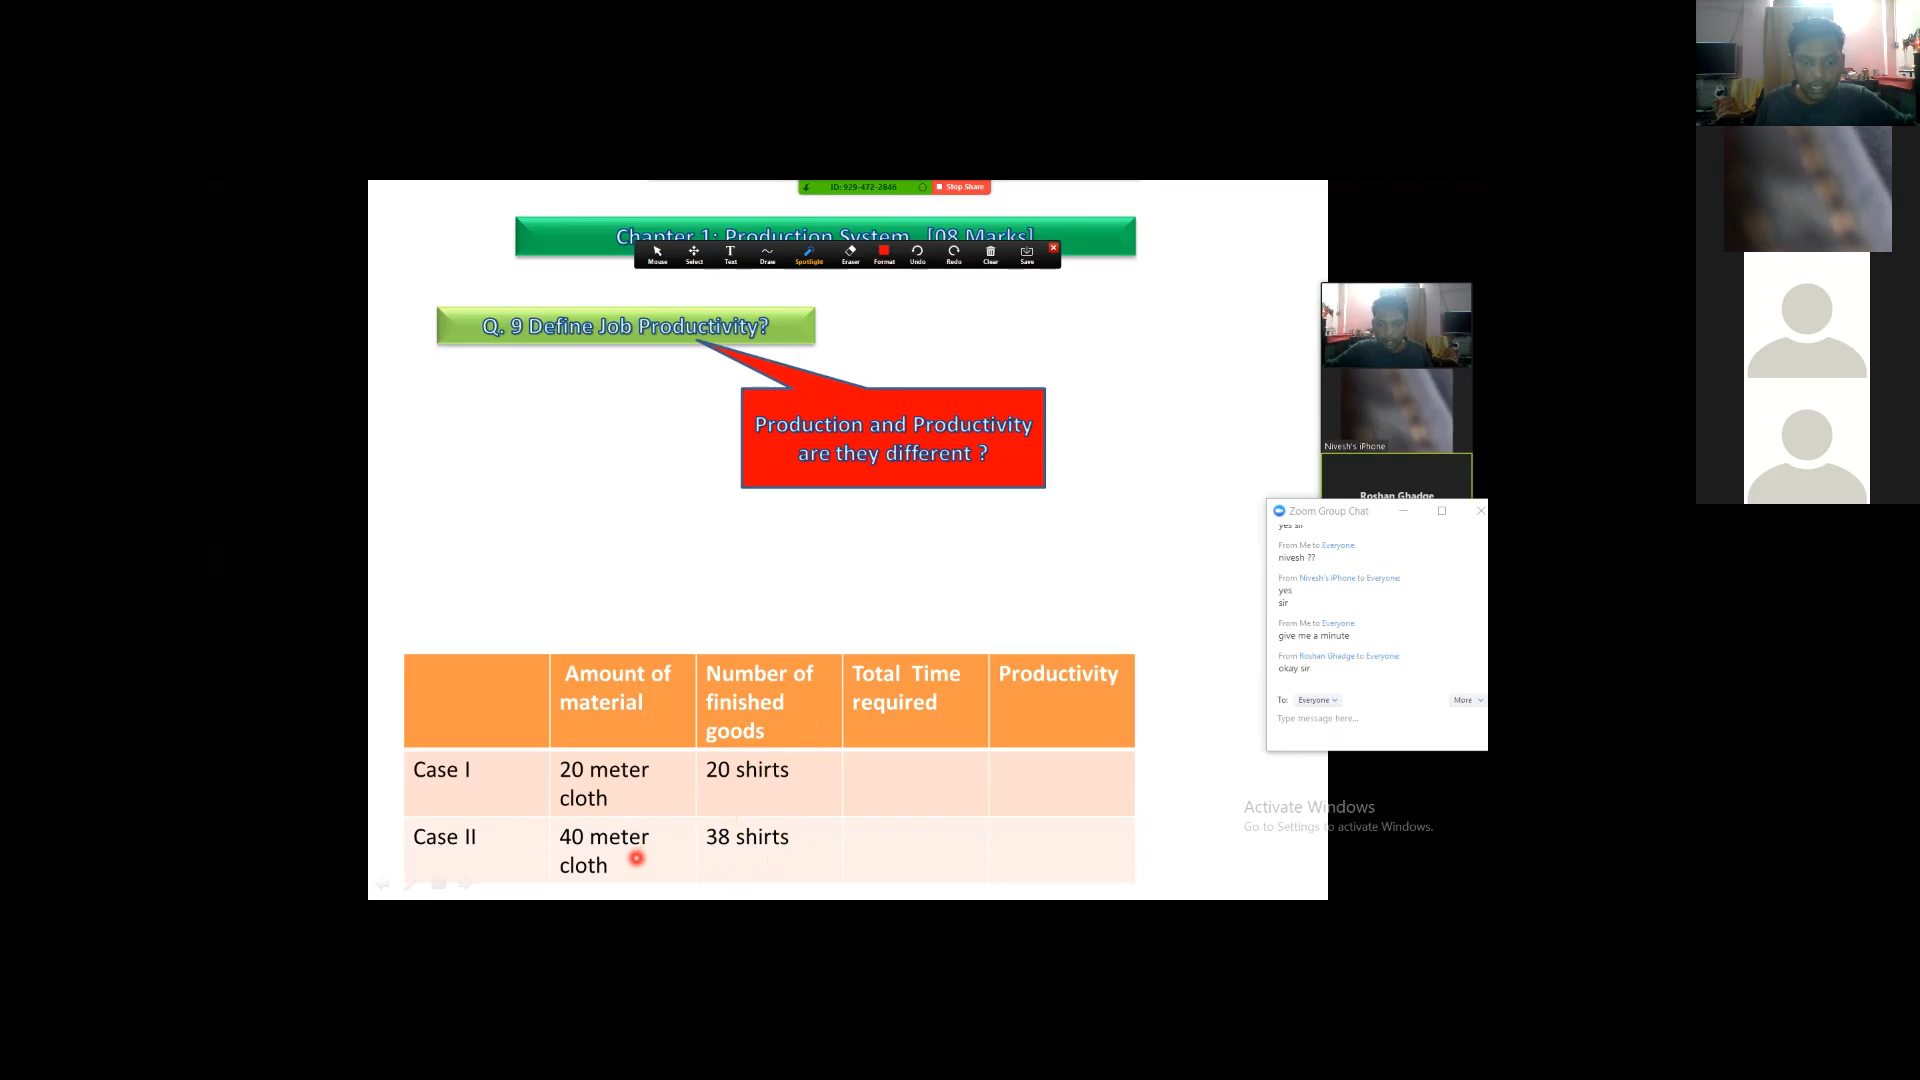 ID: 929-472-2846
Stop Share
Chapter 1: Production System [08 Marks]
Mouse
Select
Text
Draw
Spotlight
Eraser
Format
Undo
Redo
Clear
Save
Q. 9 Define Job Productivity?
Production and Productivity
are they different ?
Amount of
material
Number of
finished
goods
Total Time
required
Productivity
Case I
20 meter
cloth
20 shirts
Case II
40 meter
cloth
38 shirts
Nivesh's iPhone
Roshan Ghadge
Zoom Group Chat
yes sir
From Me to Everyone:
nivesh ??
From Nivesh's iPhone to Everyone:
yes
sir
From Me to Everyone:
give me a minute
From Roshan Ghadge to Everyone:
okay sir
To: Everyone
More
Type message here...
Activate Windows
Go to Settings to activate Windows.